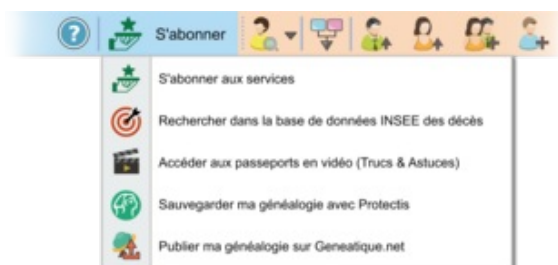 S'abonner
S'abonner aux services
Rechercher dans la base de données INSEE des décès
Accéder aux passeports en vidéo (Trucs & Astuces)
Sauvegarder ma généalogie avec Protectis
Publier ma généalogie sur Geneatique.net